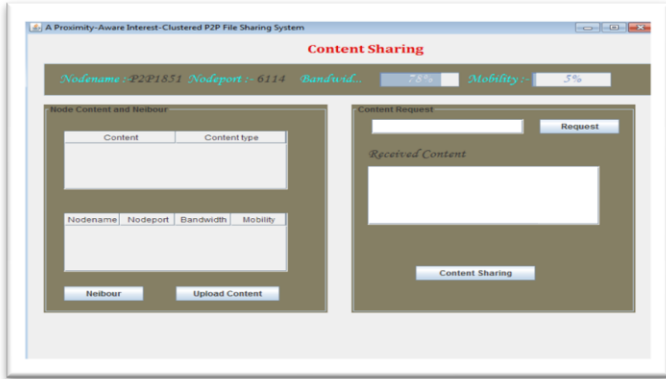 A Proximity-Aware Interest-Clustered P2P File Sharing System
Content Sharing
Nodename : P2P1851 Nodeport :- 6114 Bandwid... 78% Mobility :- 5%
Node Content and Neibour
Content Content type
Nodename Nodeport Bandwidth Mobility
Neibour Upload Content
Content Request
Request
Received Content
Content Sharing